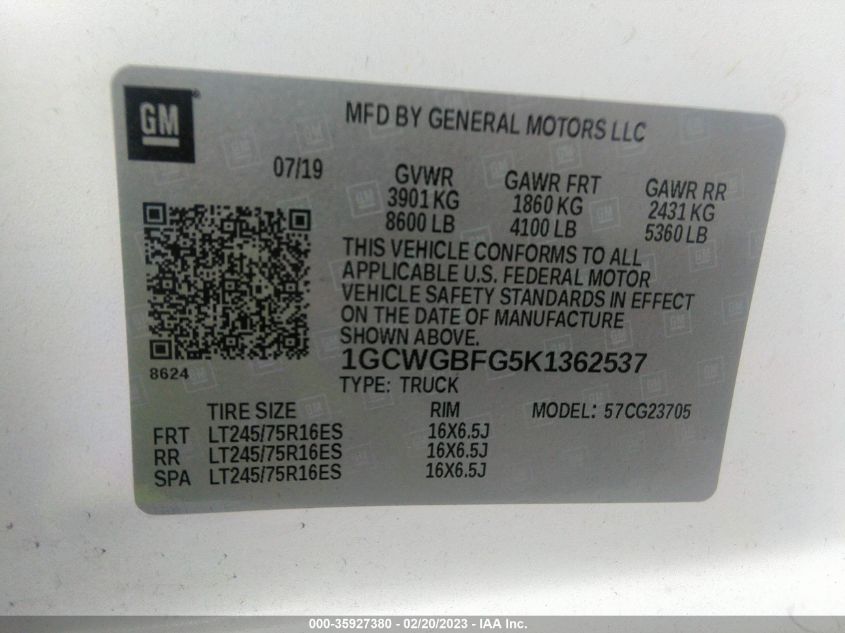 GM
MFD BY GENERAL MOTORS LLC
07/19 GVWR GAWR FRT GAWR RR
3901 KG 1860 KG 2431 KG
8600 LB 4100 LB 5360 LB
THIS VEHICLE CONFORMS TO ALL
APPLICABLE U.S. FEDERAL MOTOR
VEHICLE SAFETY STANDARDS IN EFFECT
ON THE DATE OF MANUFACTURE
SHOWN ABOVE.
8624 1GCWGBFG5K1362537
TYPE: TRUCK
TIRE SIZE RIM MODEL: 57CG23705
FRT LT245/75R16ES 16X6.5J
RR LT245/75R16ES 16X6.5J
SPA LT245/75R16ES 16X6.5J
000-35927380 - 02/20/2023 - IAA Inc.